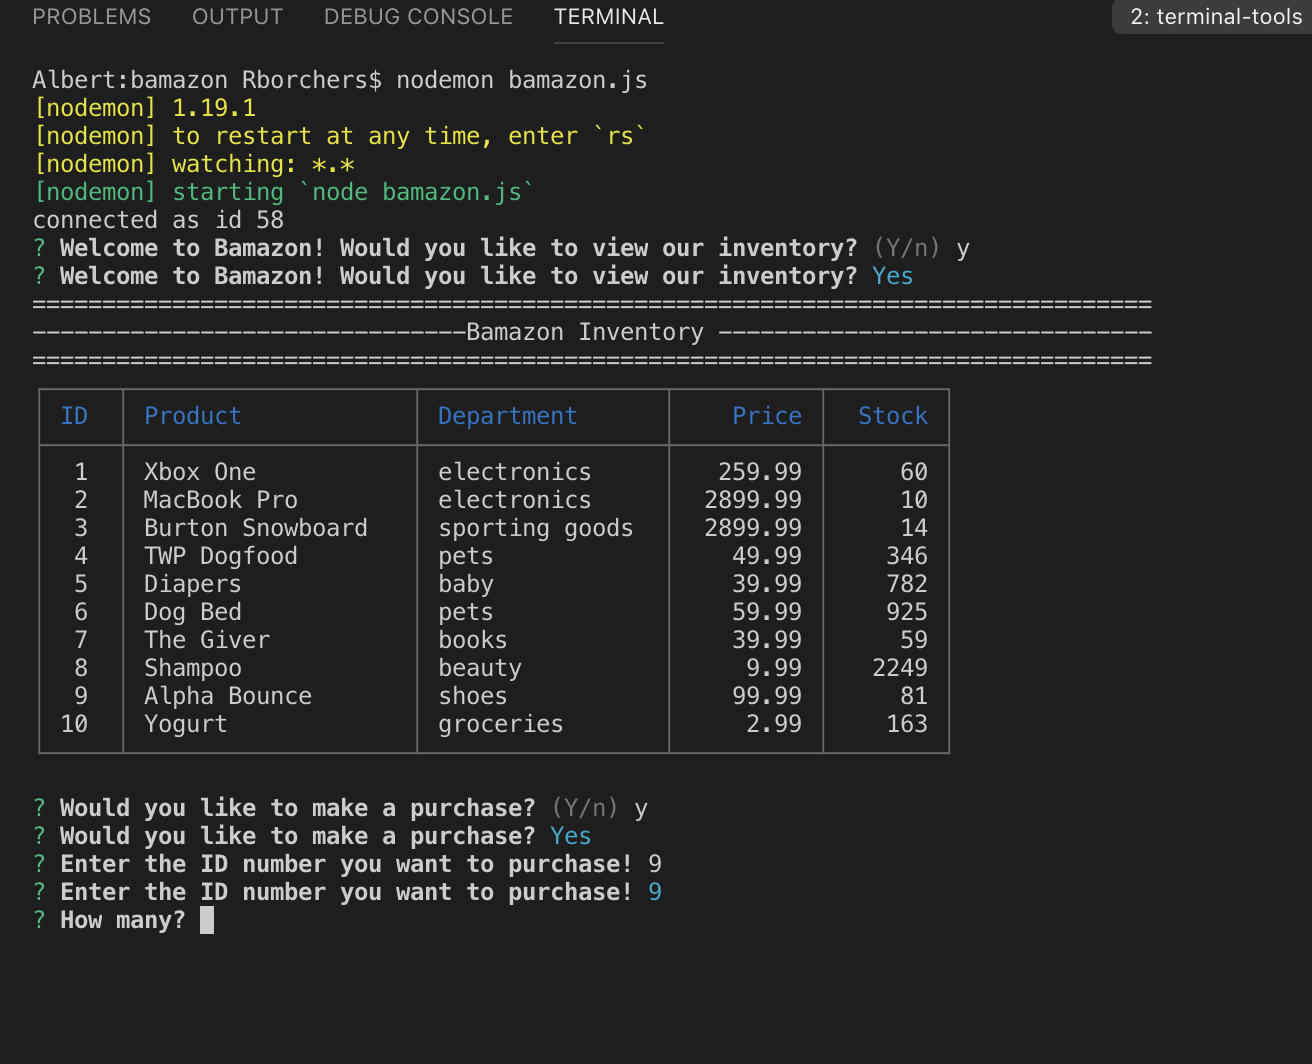 PROBLEMS OUTPUT DEBUG CONSOLE TERMINAL 2: terminal-tools
Albert:bamazon Rborchers$ nodemon bamazon.js
[nodemon] 1.19.1
[nodemon] to restart at any time, enter `rs`
[nodemon] watching: *.*
[nodemon] starting `node bamazon.js`
connected as id 58
? Welcome to Bamazon! Would you like to view our inventory? (Y/n) y
? Welcome to Bamazon! Would you like to view our inventory? Yes
================================================================================
-------------------------------Bamazon Inventory -------------------------------
================================================================================
ID Product Department Price Stock
1 Xbox One electronics 259.99 60
2 MacBook Pro electronics 2899.99 10
3 Burton Snowboard sporting goods 2899.99 14
4 TWP Dogfood pets 49.99 346
5 Diapers baby 39.99 782
6 Dog Bed pets 59.99 925
7 The Giver books 39.99 59
8 Shampoo beauty 9.99 2249
9 Alpha Bounce shoes 99.99 81
10 Yogurt groceries 2.99 163
? Would you like to make a purchase? (Y/n) y
? Would you like to make a purchase? Yes
? Enter the ID number you want to purchase! 9
? Enter the ID number you want to purchase! 9
? How many?